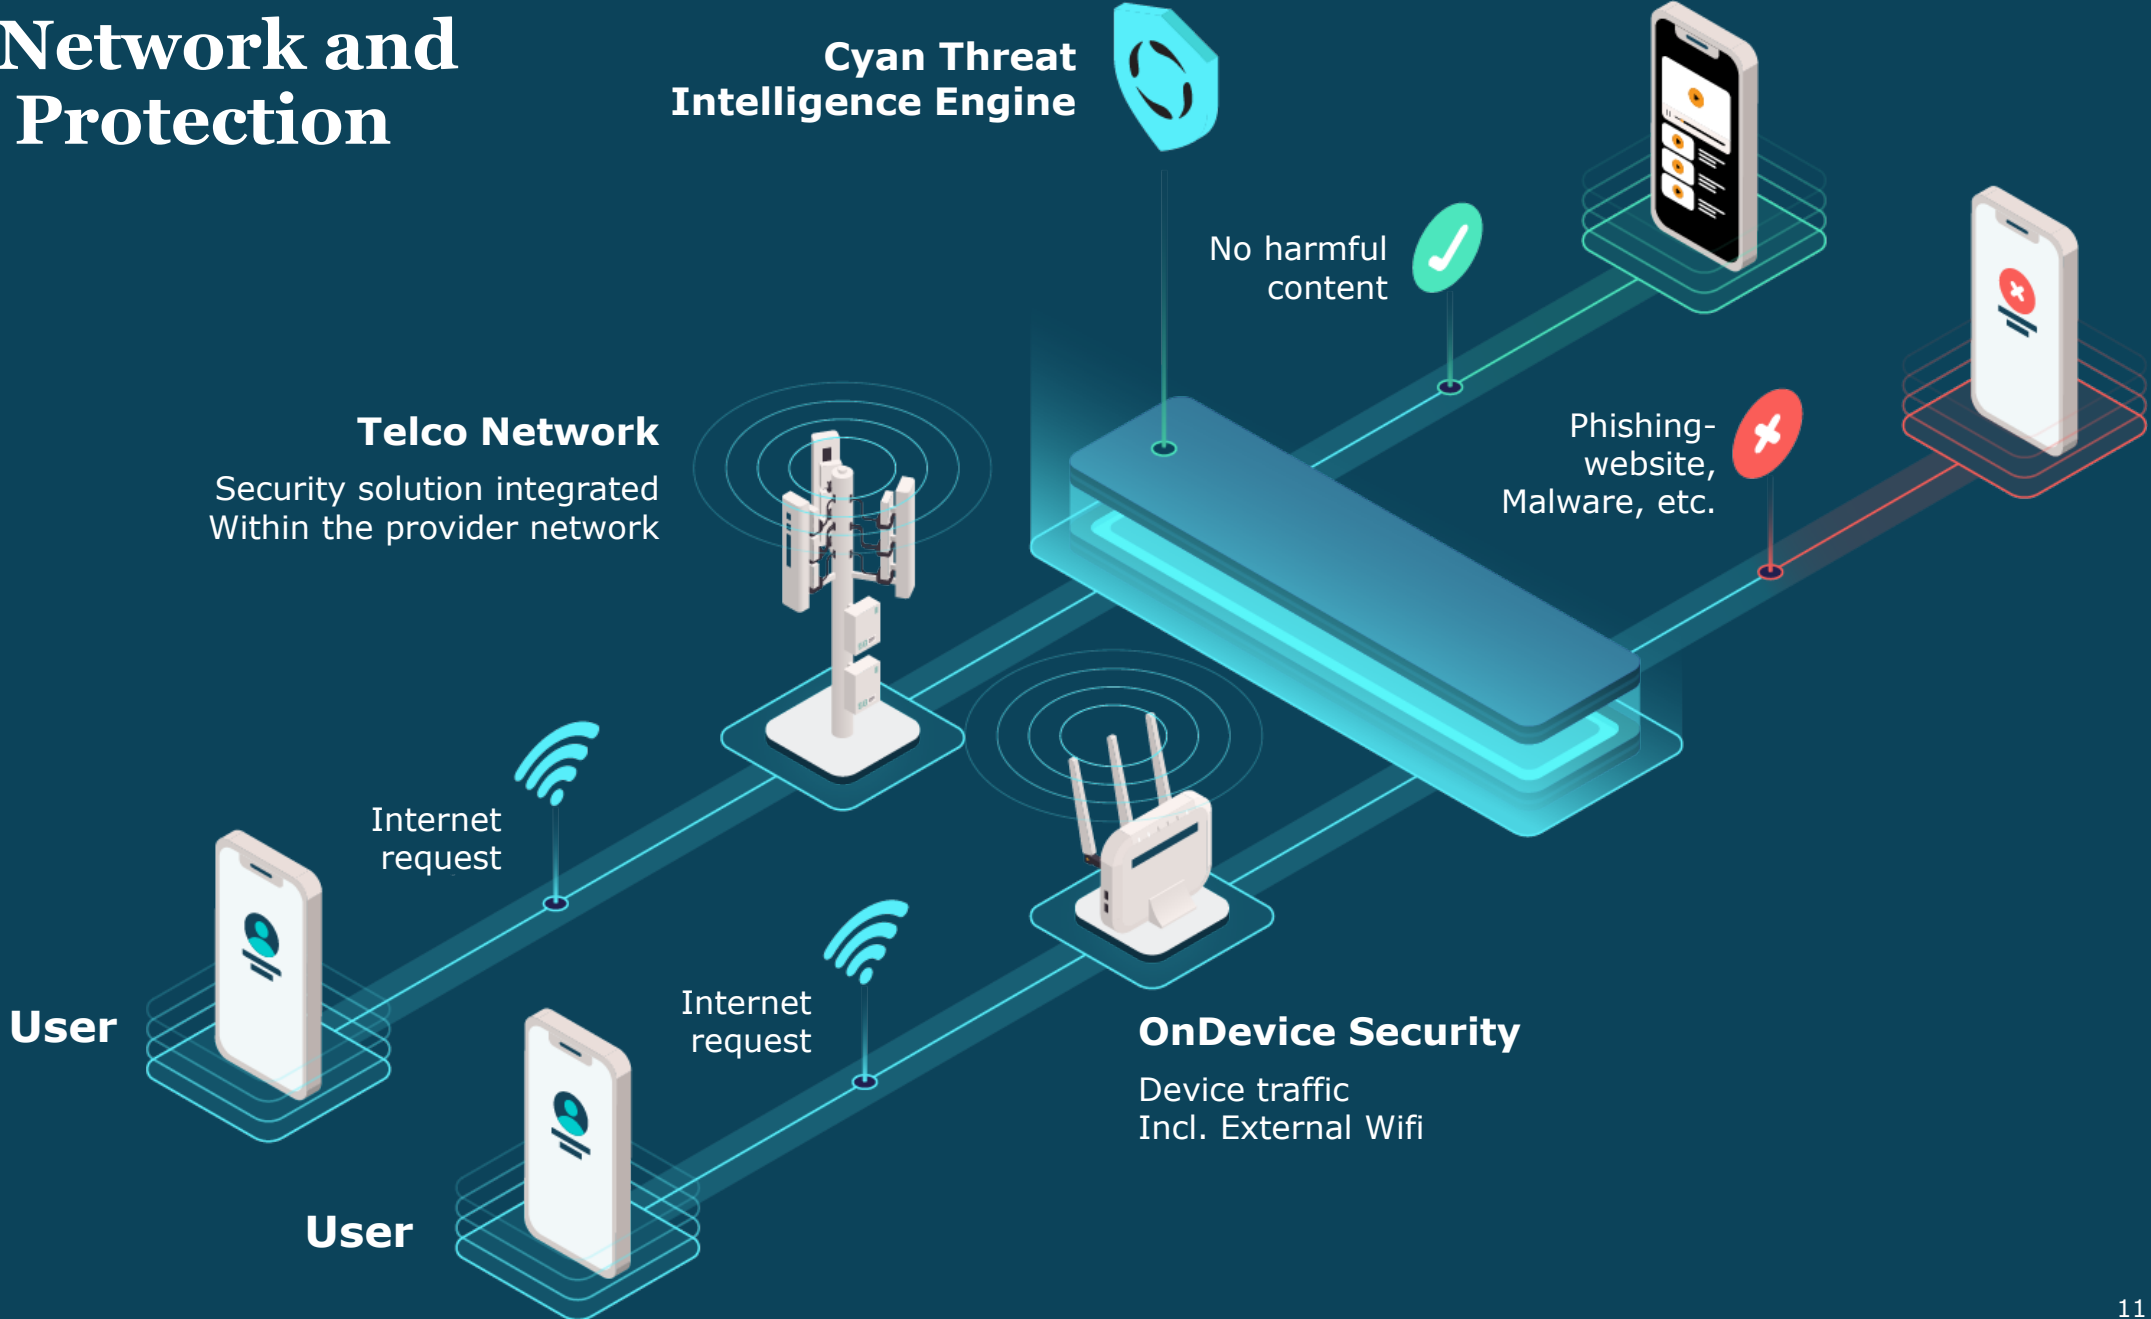 Network and
Protection
Cyan Threat
Intelligence Engine
No harmful
content
Phishing-
website,
Malware, etc.
Telco Network
Security solution integrated
Within the provider network
Internet
request
Internet
request
User
OnDevice Security
Device traffic
Incl. External Wifi
User
11